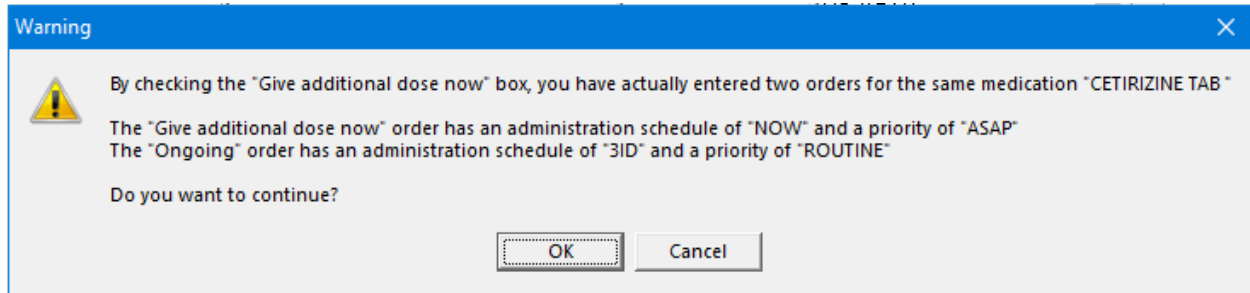 Warning
By checking the "Give additional dose now" box, you have actually entered two orders for the same medication "CETIRIZINE TAB "
The "Give additional dose now" order has an administration schedule of "NOW" and a priority of "ASAP"
The "Ongoing" order has an administration schedule of "3ID" and a priority of "ROUTINE"
Do you want to continue?
OK
Cancel